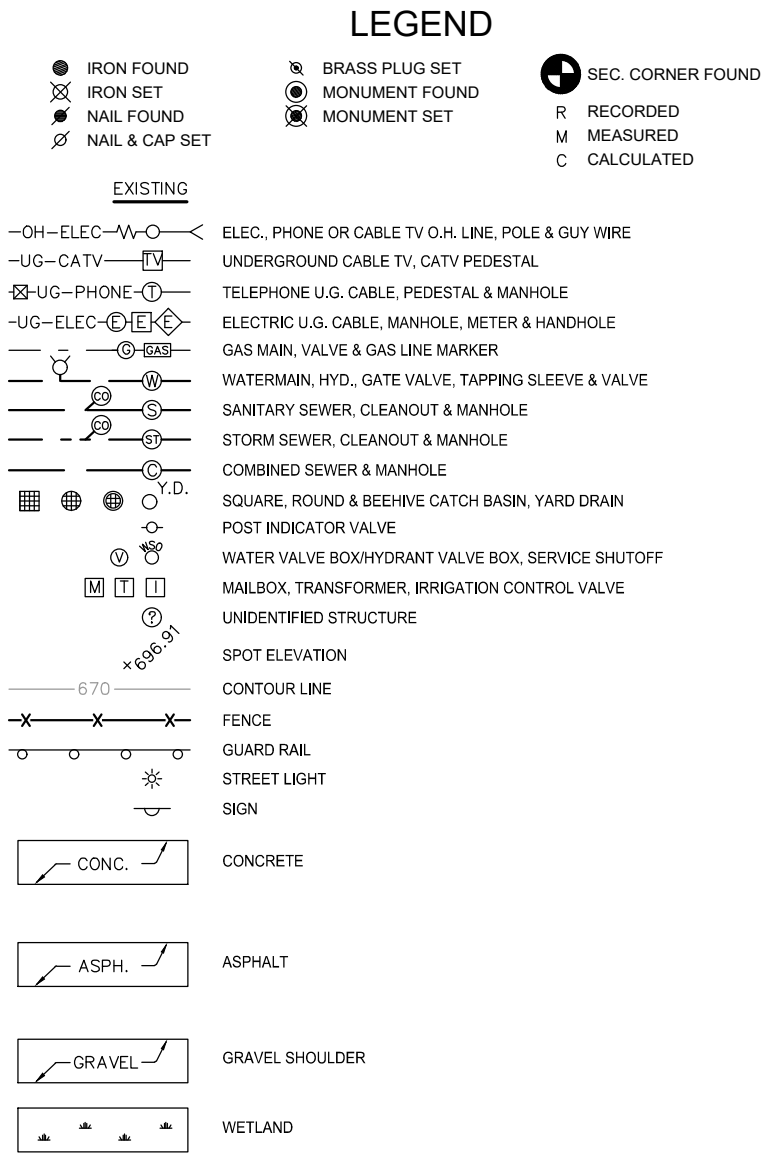 LEGEND
IRON FOUND
IRON SET
NAIL FOUND
NAIL & CAP SET
BRASS PLUG SET
MONUMENT FOUND
MONUMENT SET
SEC. CORNER FOUND
R RECORDED
M MEASURED
C CALCULATED
EXISTING
-OH-ELEC- ELEC., PHONE OR CABLE TV O.H. LINE, POLE & GUY WIRE
-UG-CATV- TV UNDERGROUND CABLE TV, CATV PEDESTAL
-UG-PHONE- T TELEPHONE U.G. CABLE, PEDESTAL & MANHOLE
-UG-ELEC- E E E ELECTRIC U.G. CABLE, MANHOLE, METER & HANDHOLE
G GAS GAS MAIN, VALVE & GAS LINE MARKER
W WATERMAIN, HYD., GATE VALVE, TAPPING SLEEVE & VALVE
CO S SANITARY SEWER, CLEANOUT & MANHOLE
CO ST STORM SEWER, CLEANOUT & MANHOLE
C COMBINED SEWER & MANHOLE
Y.D. SQUARE, ROUND & BEEHIVE CATCH BASIN, YARD DRAIN
POST INDICATOR VALVE
V WSO WATER VALVE BOX/HYDRANT VALVE BOX, SERVICE SHUTOFF
M T I MAILBOX, TRANSFORMER, IRRIGATION CONTROL VALVE
? UNIDENTIFIED STRUCTURE
+696.91 SPOT ELEVATION
670 CONTOUR LINE
X X X FENCE
GUARD RAIL
STREET LIGHT
SIGN
CONC. CONCRETE
ASPH. ASPHALT
GRAVEL GRAVEL SHOULDER
WETLAND